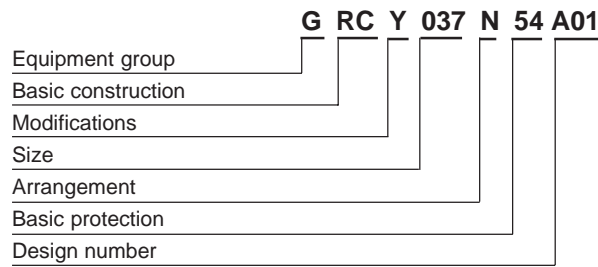 G RC Y 037 N 54 A01
Equipment group
Basic construction
Modifications
Size
Arrangement
Basic protection
Design number